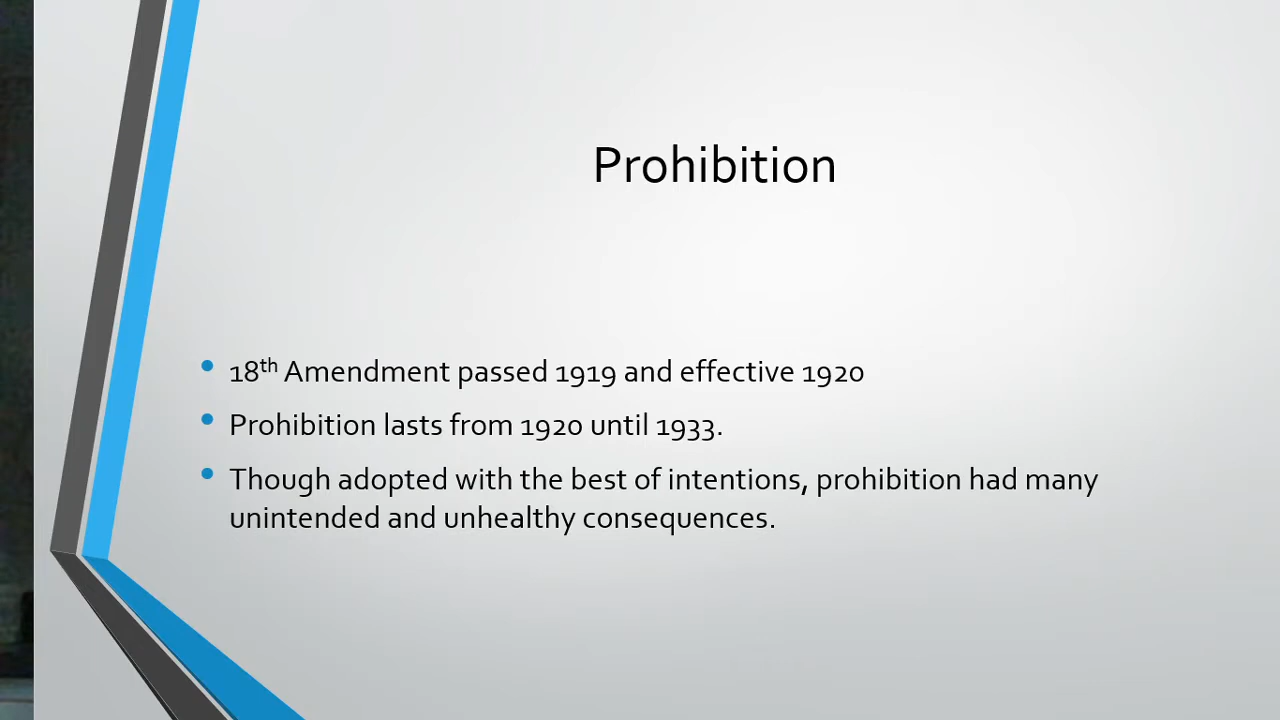 Prohibition
• 18th Amendment passed 1919 and effective 1920
• Prohibition lasts from 1920 until 1933.
• Though adopted with the best of intentions, prohibition had many
unintended and unhealthy consequences.